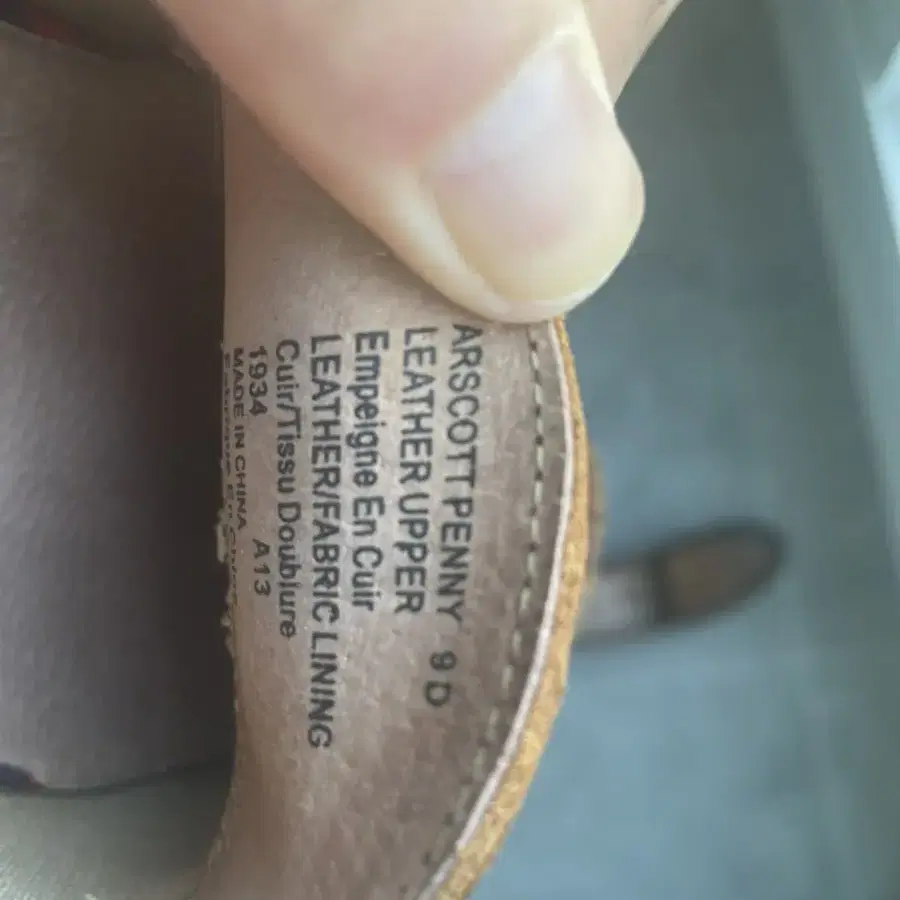 ARSCOTT PENNY 9 D
LEATHER UPPER
Empeigne En Cuir
LEATHER/FABRIC LINING
Cuir/Tissu Doublure
1934 A13
MADE IN CHINA